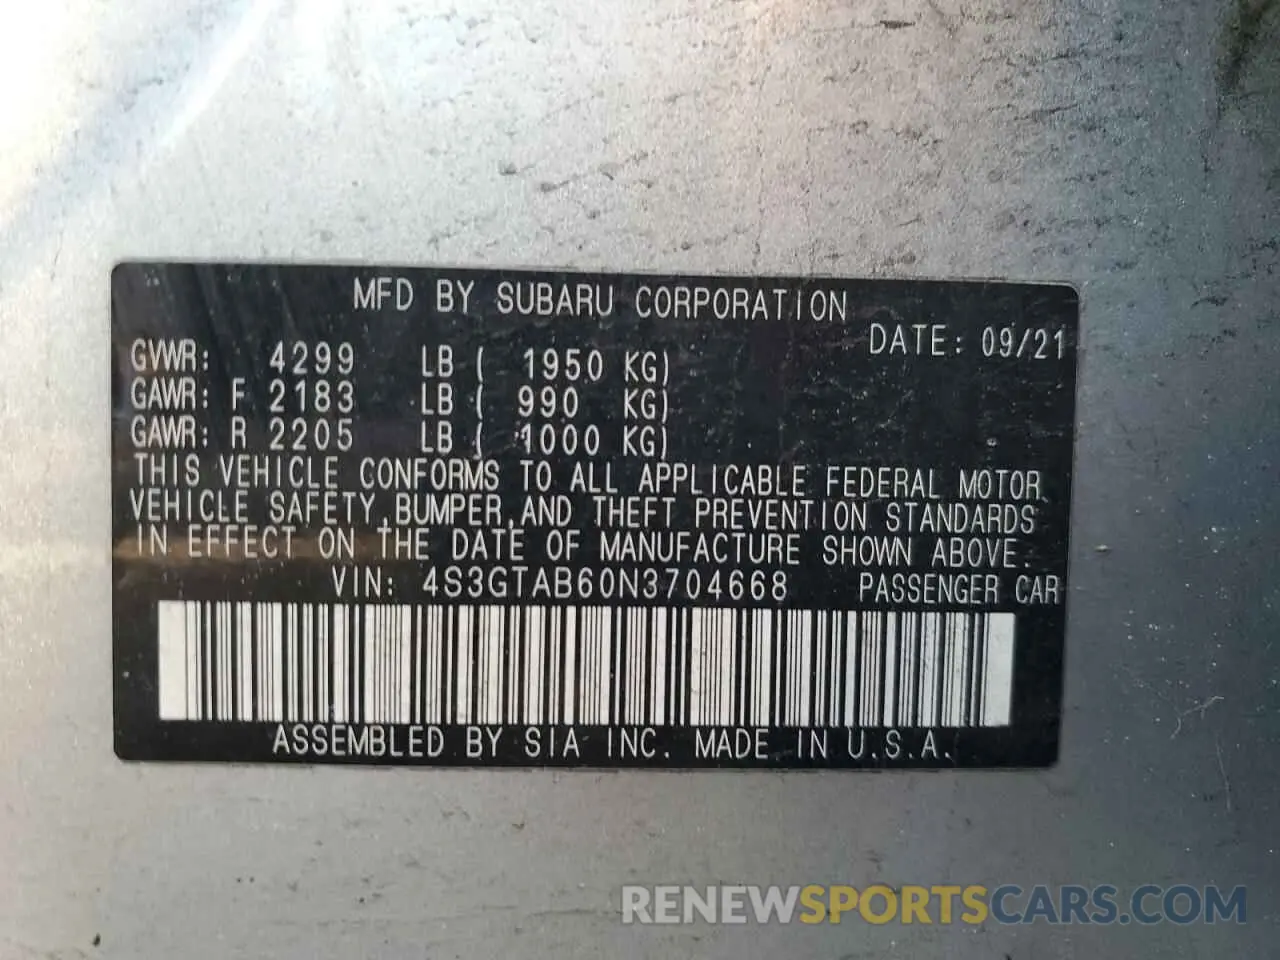 MFD BY SUBARU CORPORATION
DATE: 09/21
GVWR: 4299 LB ( 1950 KG)
GAWR: F 2183 LB ( 990 KG)
GAWR: R 2205 LB ( 1000 KG)
THIS VEHICLE CONFORMS TO ALL APPLICABLE FEDERAL MOTOR
VEHICLE SAFETY,BUMPER,AND THEFT PREVENTION STANDARDS
IN EFFECT ON THE DATE OF MANUFACTURE SHOWN ABOVE.
VIN: 4S3GTAB60N3704668 PASSENGER CAR
ASSEMBLED BY SIA INC. MADE IN U.S.A.
RENEWSPORTSCARS.COM